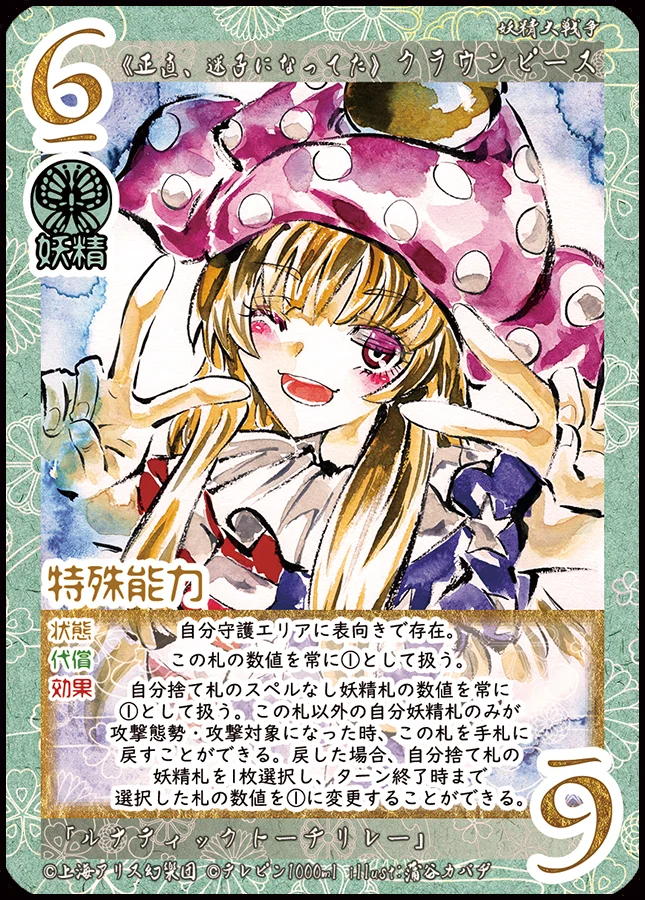 6
妖精大戦争
《正直、迷子になってた》 クラウンピース
妖精
特殊能力
状態 自分守護エリアに表向きで存在。
代償 この札の数値を常に①として扱う。
効果 自分捨て札のスペルなし妖精札の数値を常に
①として扱う。この札以外の自分妖精札のみが
攻撃態勢・攻撃対象になった時、この札を手札に
戻すことができる。戻した場合、自分捨て札の
妖精札を1枚選択し、ターン終了時まで
選択した札の数値を①に変更することができる。
6
「ルナティックトーチリレー」
©上海アリス幻樂団 ©テレピン1000ml illust:蒲谷カバヂ